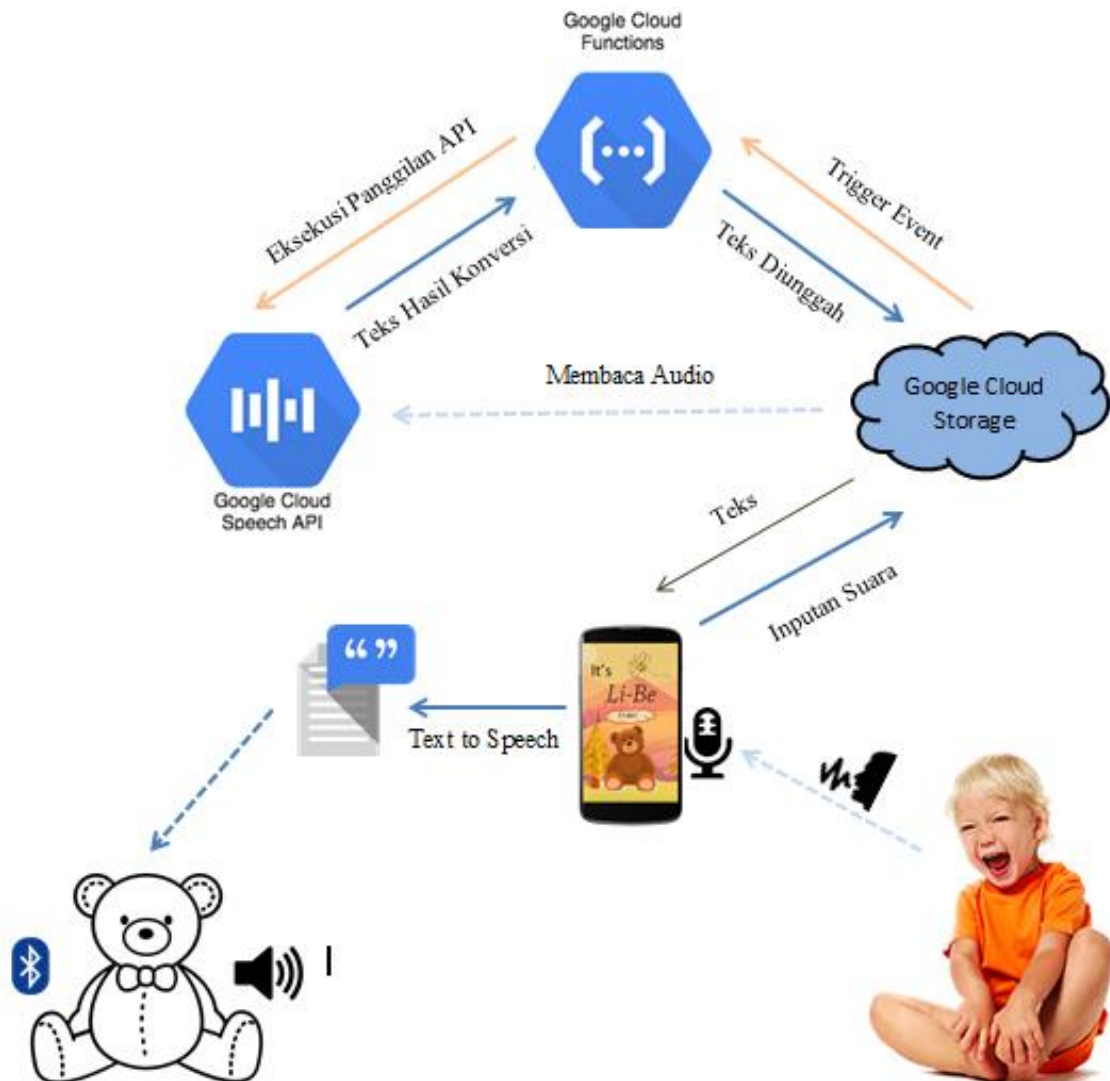 Google Cloud
Functions
Eksekusi Panggilan API
Teks Hasil Konversi
Trigger Event
Teks Diunggah
Membaca Audio
Google Cloud
Storage
Google Cloud
Speech API
Teks
Inputan Suara
It's
Li-Be
“ ”
Text to Speech